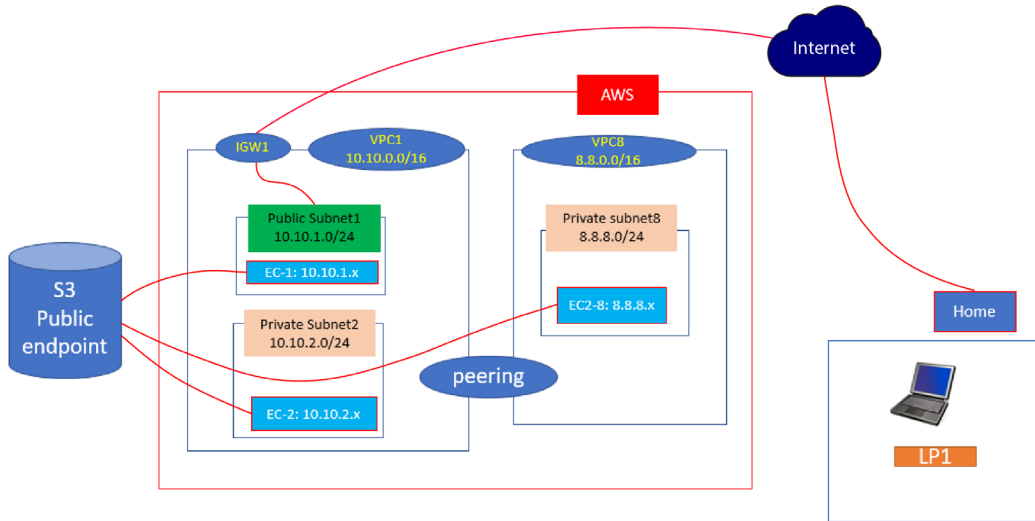 Internet
AWS
IGW1
VPC1
10.10.0.0/16
VPC8
8.8.0.0/16
Public Subnet1
10.10.1.0/24
Private subnet8
8.8.8.0/24
EC-1: 10.10.1.x
S3
Public
endpoint
EC2-8: 8.8.8.x
Home
Private Subnet2
10.10.2.0/24
peering
EC-2: 10.10.2.x
LP1